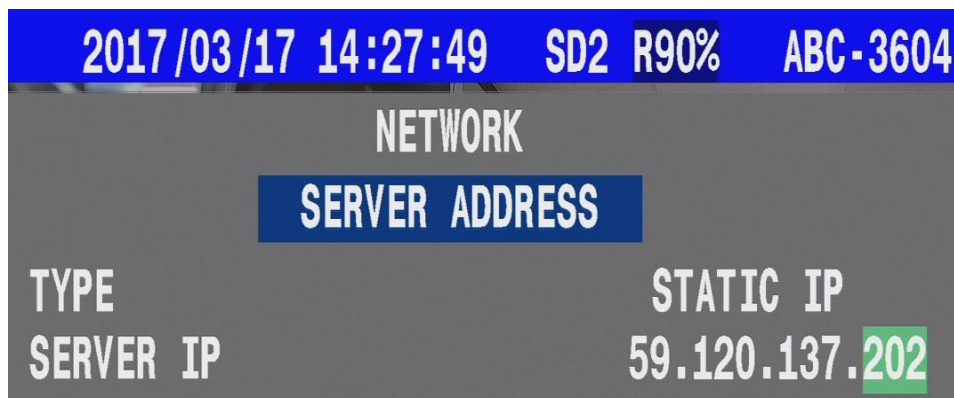 2017/03/17 14:27:49 SD2 R90% ABC-3604
NETWORK
SERVER ADDRESS
TYPE STATIC IP
SERVER IP 59.120.137.202